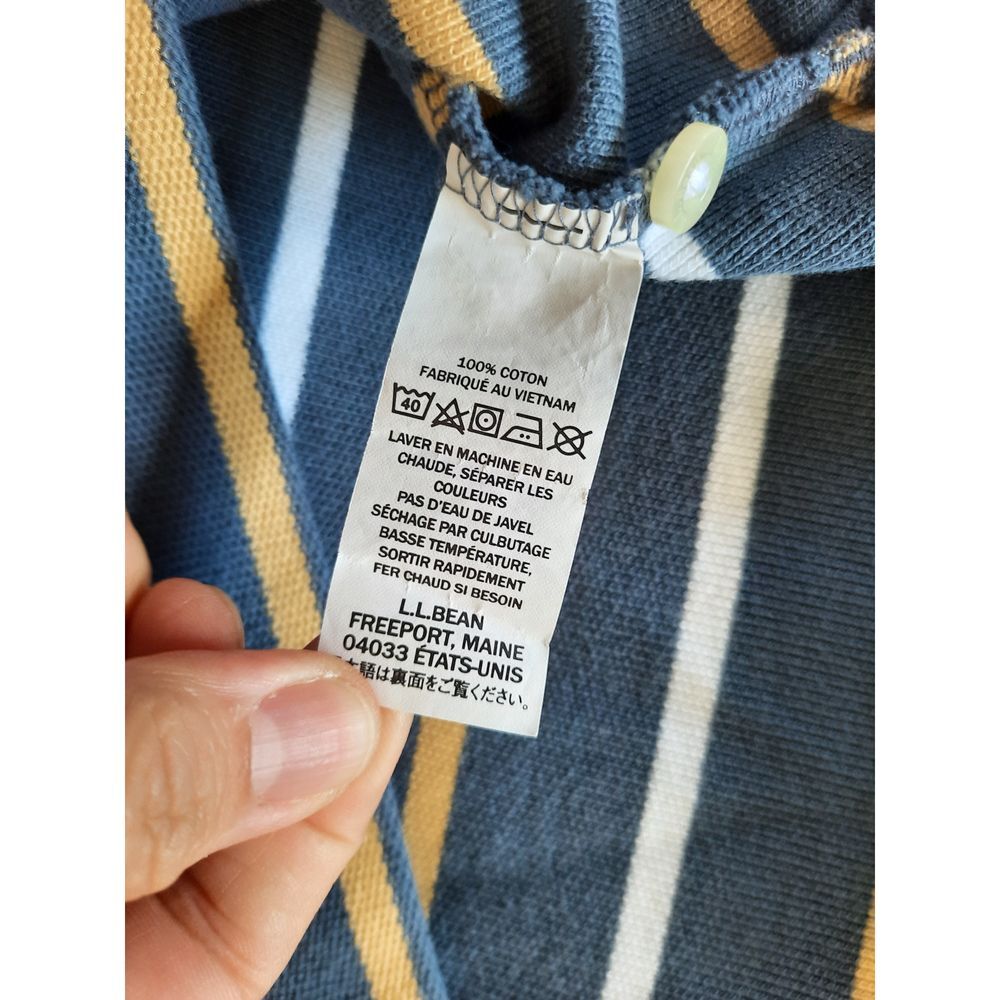 100% COTON
FABRIQUÉ AU VIETNAM
40
LAVER EN MACHINE EN EAU
CHAUDE, SÉPARER LES
COULEURS
PAS D'EAU DE JAVEL
SÉCHAGE PAR CULBUTAGE
BASSE TEMPÉRATURE,
SORTIR RAPIDEMENT
FER CHAUD SI BESOIN
L.L.BEAN
FREEPORT, MAINE
04033 ÉTATS-UNIS
本語は裏面をご覧ください。